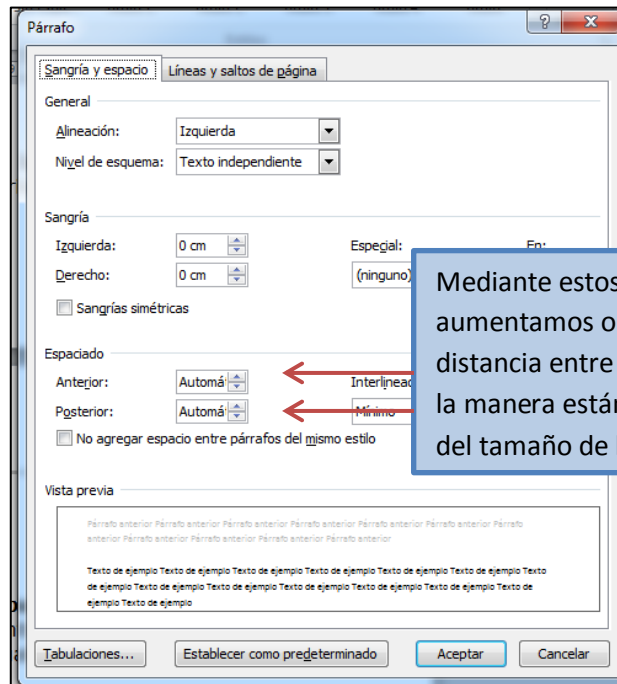 Párrafo
Sangría y espacio Líneas y saltos de página
General
Alineación: Izquierda
Nivel de esquema: Texto independiente
Sangría
Izquierda: 0 cm Especial: En:
Derecho: 0 cm (ninguno)
Sangrías simétricas
Mediante estos
aumentamos o
distancia entre
la manera están
del tamaño de
Espaciado
Anterior: Automá Interlinead
Posterior: Automá Mínimo
No agregar espacio entre párrafos del mismo estilo
Vista previa
Párrafo anterior Párrafo anterior Párrafo anterior Párrafo anterior Párrafo anterior Párrafo anterior Párrafo
anterior Párrafo anterior Párrafo anterior Párrafo anterior Párrafo anterior
Texto de ejemplo Texto de ejemplo Texto de ejemplo Texto de ejemplo Texto de ejemplo Texto de ejemplo Texto
de ejemplo Texto de ejemplo Texto de ejemplo Texto de ejemplo Texto de ejemplo Texto de ejemplo Texto de
ejemplo Texto de ejemplo
Tabulaciones... Establecer como predeterminado Aceptar Cancelar